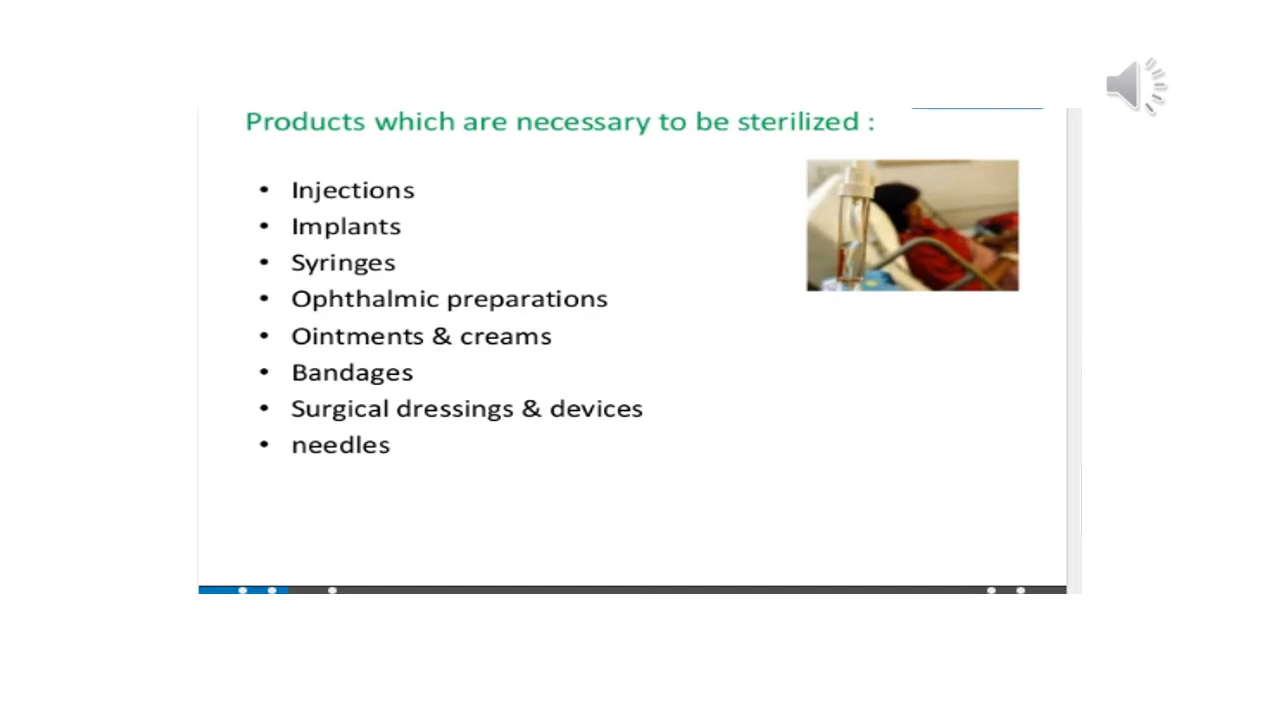 Products which are necessary to be sterilized :
• Injections
• Implants
• Syringes
• Ophthalmic preparations
• Ointments & creams
• Bandages
• Surgical dressings & devices
• needles